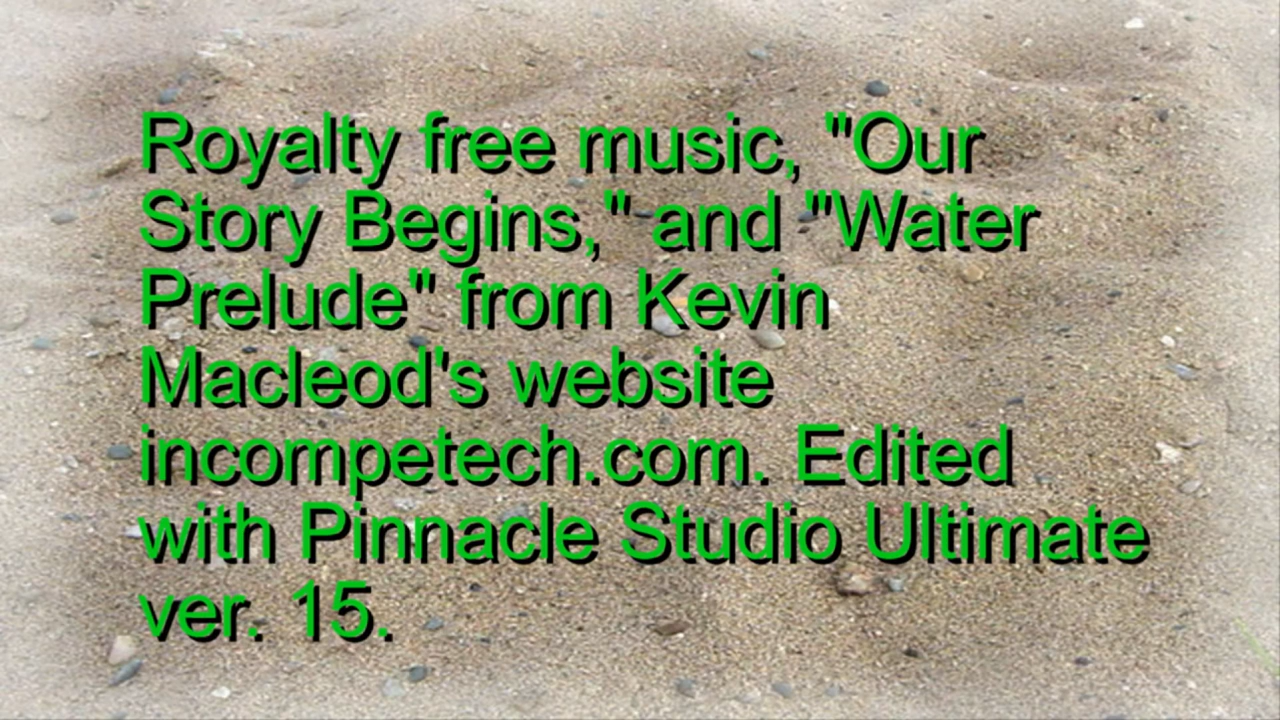 Royalty free music, "Our
Story Begins," and "Water
Prelude" from Kevin
Macleod's website
incompetech.com. Edited
with Pinnacle Studio Ultimate
ver. 15.